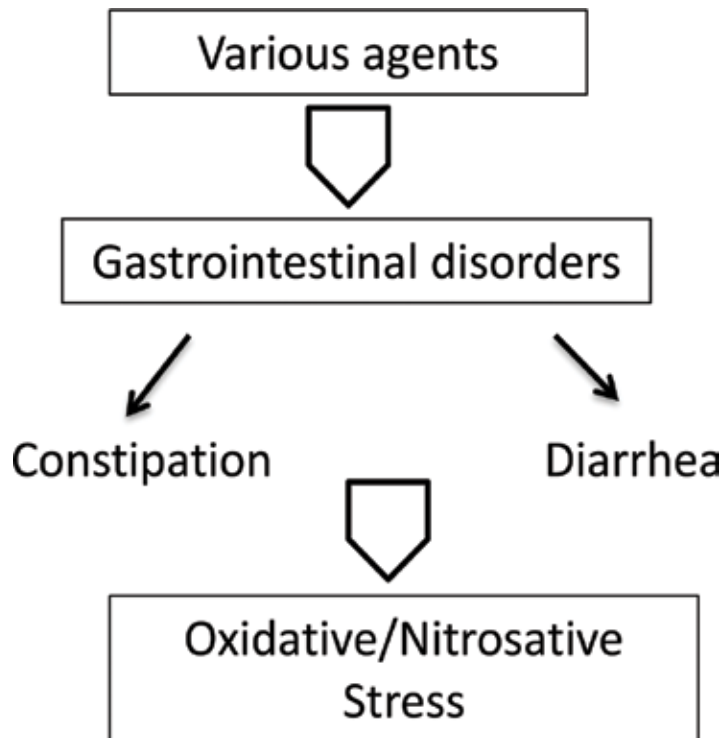 Various agents
Gastrointestinal disorders
Constipation
Diarrhea
Oxidative/Nitrosative
Stress